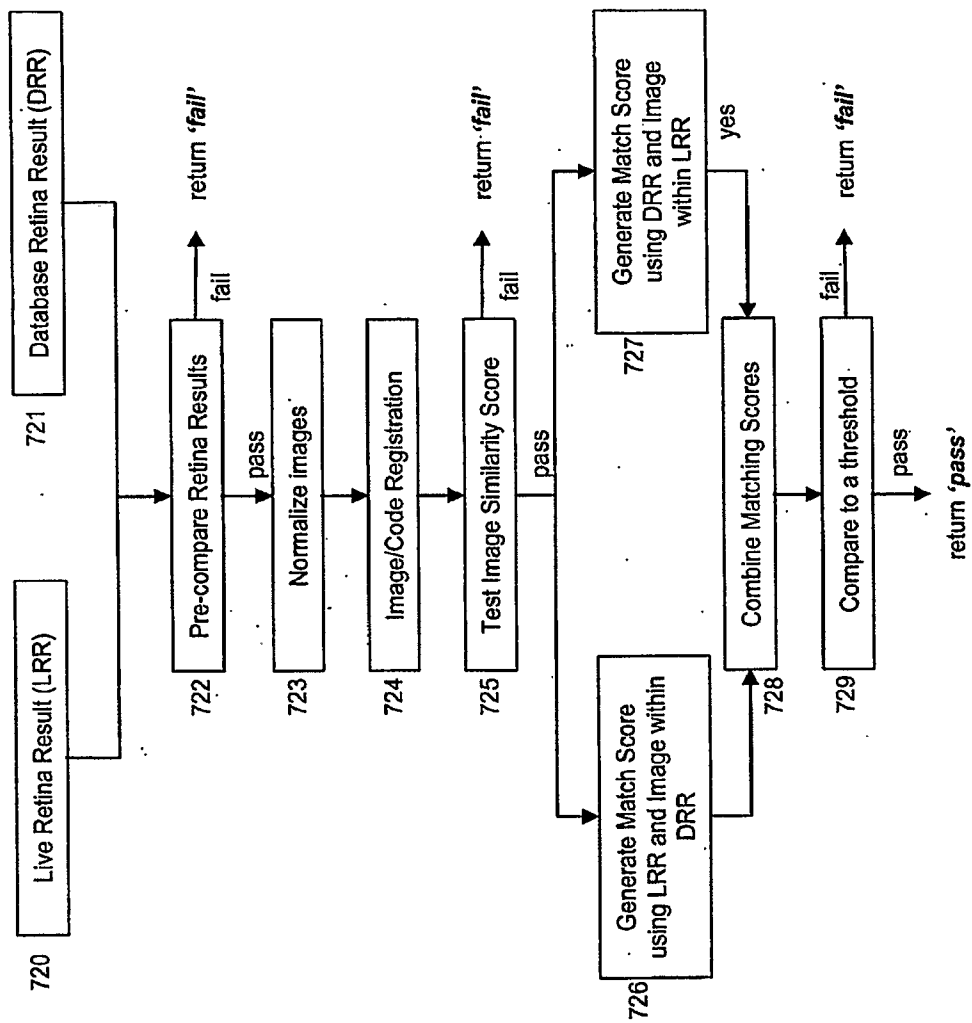 Live Retina Result (LRR)
720
Database Retina Result (DRR)
721
Pre-compare Retina Results
722
fail
return 'fail'
pass
Normalize images
723
Image/Code Registration
724
Test Image Similarity Score
725
fail
return 'fail'
pass
Generate Match Score
using LRR and Image within
DRR
726
Generate Match Score
using DRR and Image
within LRR
727
yes
Combine Matching Scores
728
Compare to a threshold
729
fail
return 'fail'
pass
return 'pass'